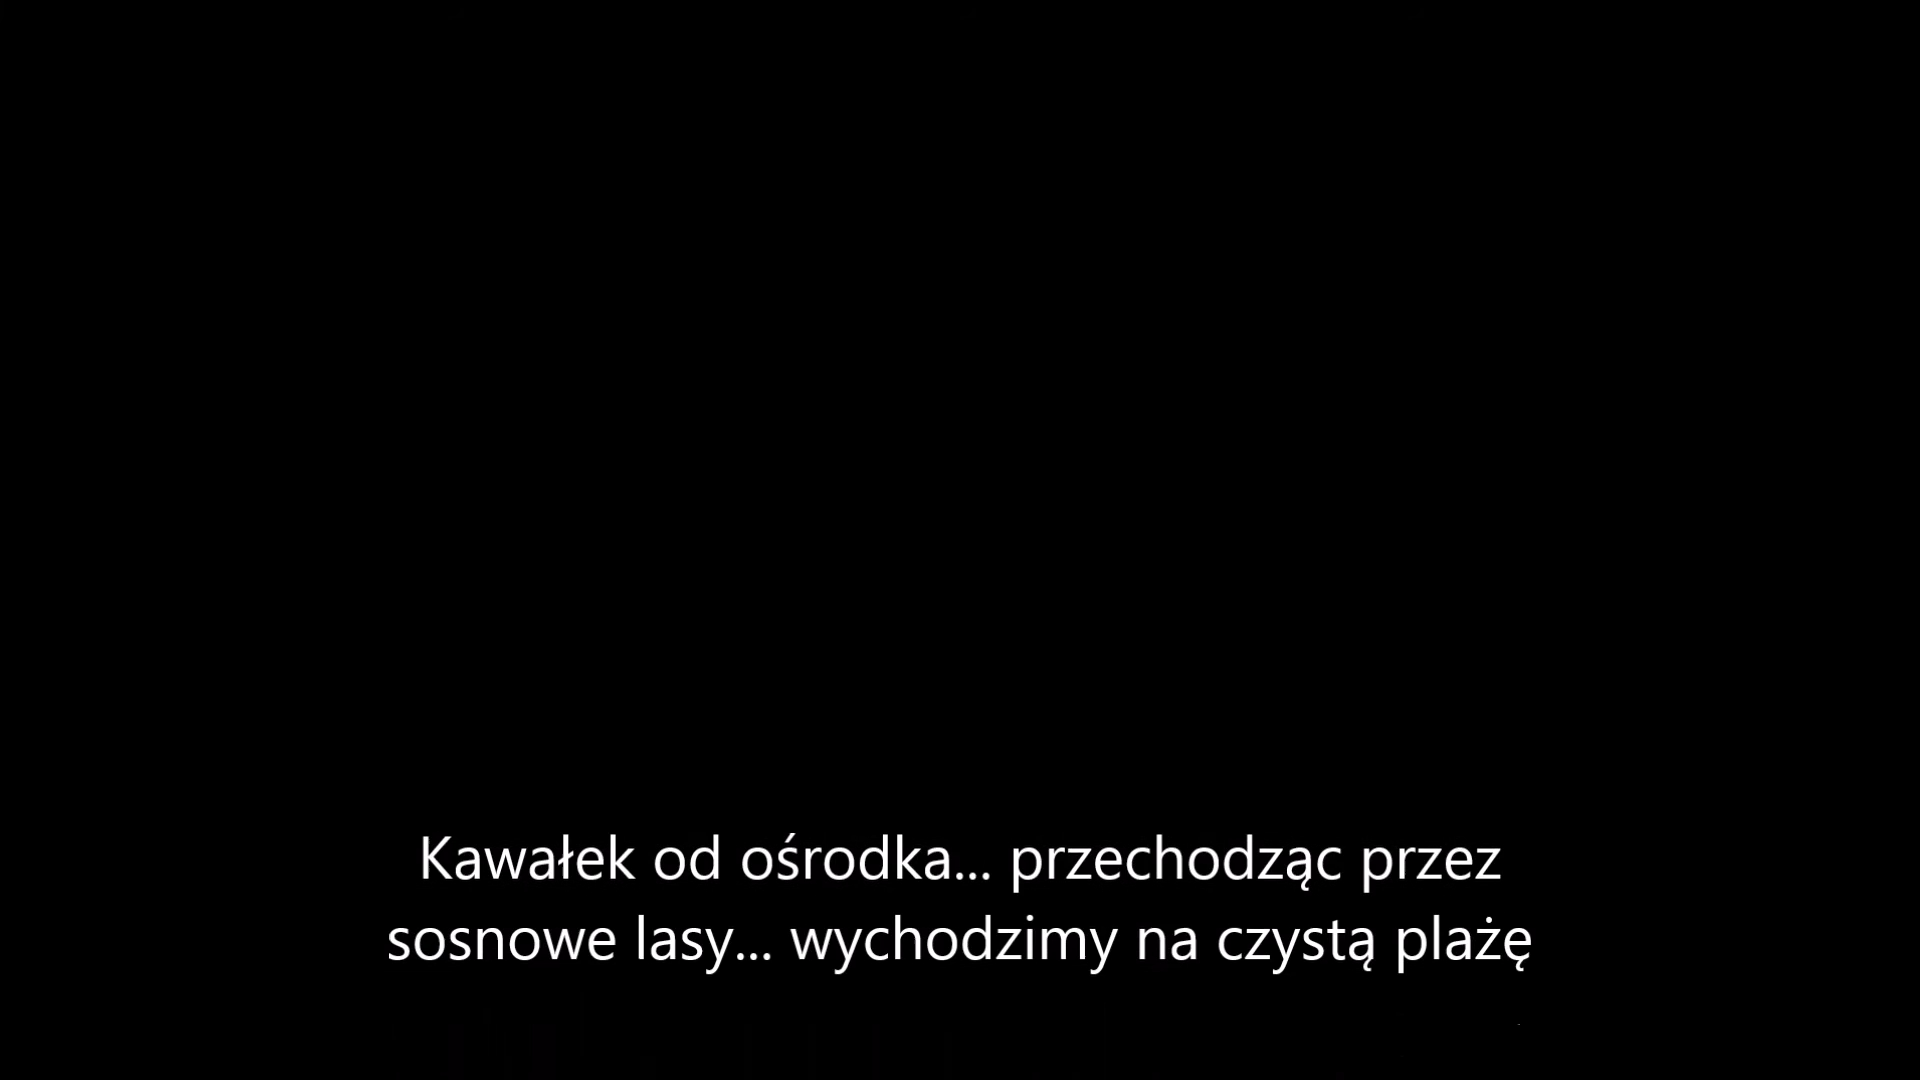 Kawałek od ośrodka... przechodząc przez
sosnowe lasy... wychodzimy na czystą plażę